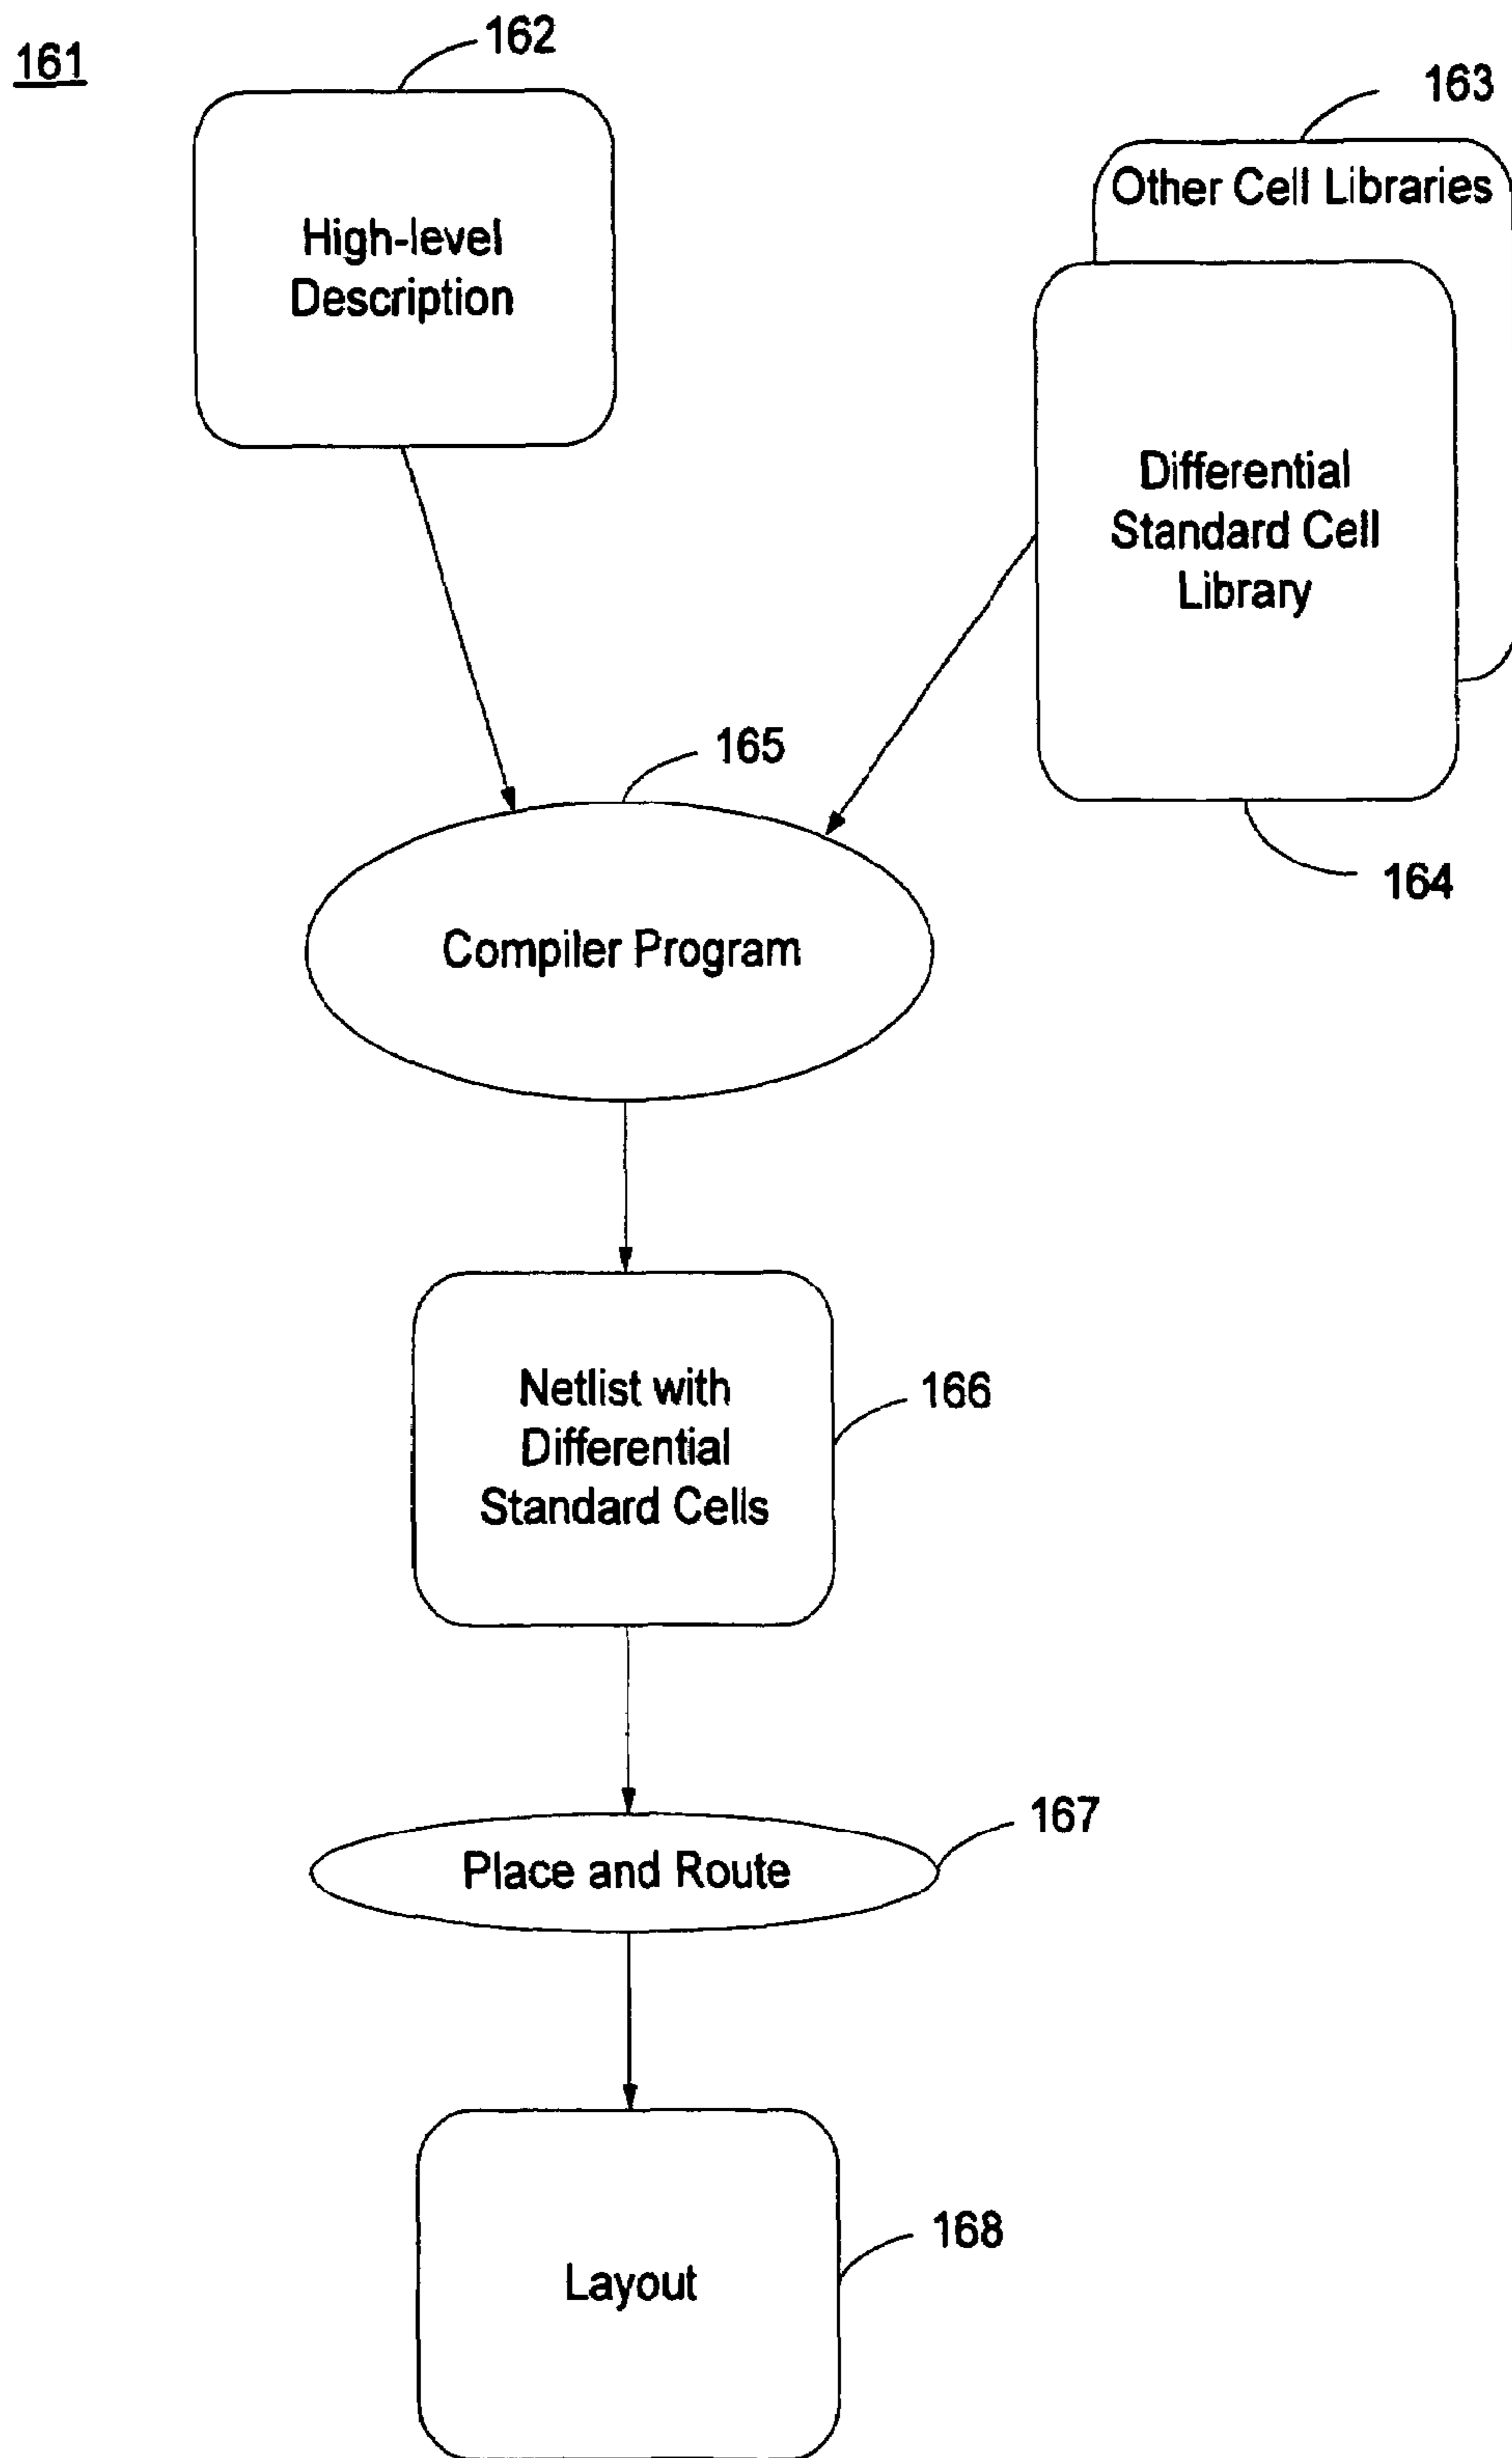 161
162
163
High-level
Description
Other Cell Libraries
Differential
Standard Cell
Library
164
165
Compiler Program
Netlist with
Differential
Standard Cells
166
167
Place and Route
168
Layout